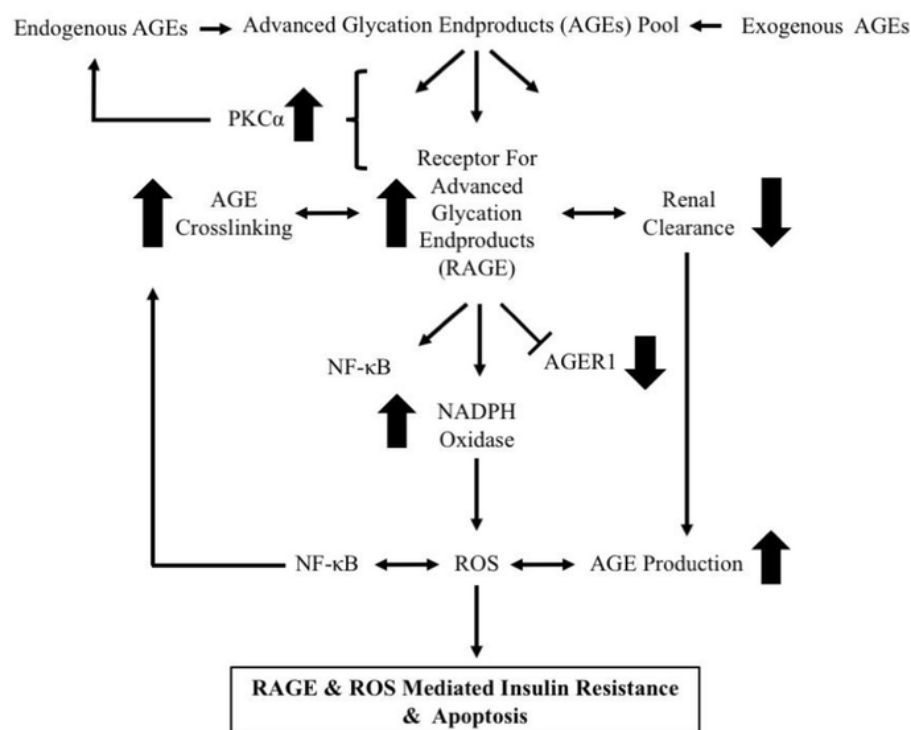 Endogenous AGEs
Advanced Glycation Endproducts (AGEs) Pool
Exogenous AGEs
PKCα
AGE
Crosslinking
Receptor For
Advanced
Glycation
Endproducts
(RAGE)
Renal
Clearance
NF-κB
AGER1
NADPH
Oxidase
NF-κB
ROS
AGE Production
RAGE & ROS Mediated Insulin Resistance
& Apoptosis